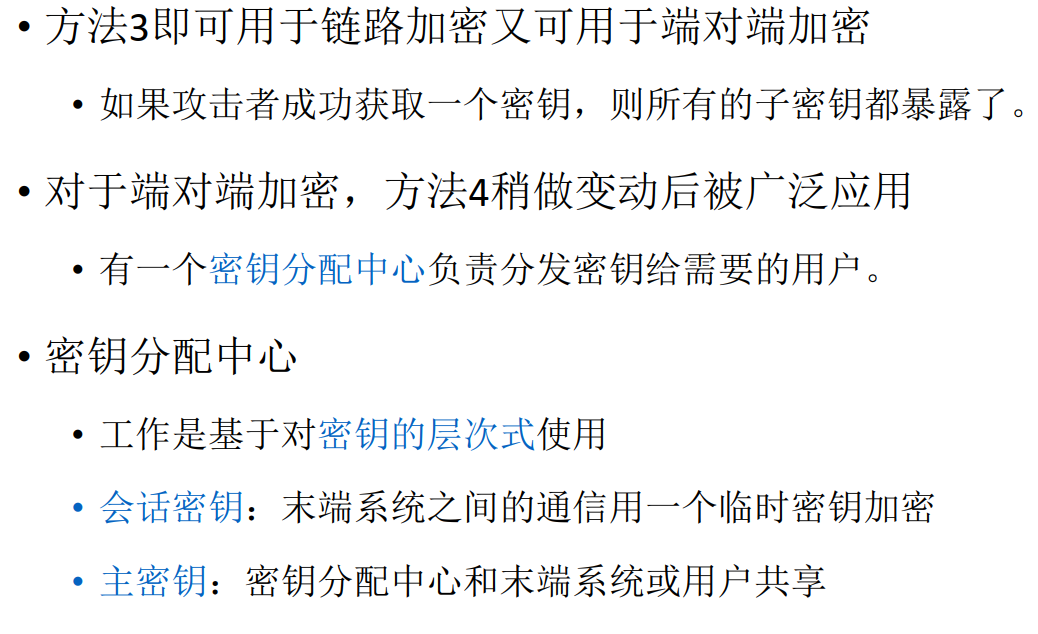 • 方法3即可用于链路加密又可用于端对端加密
• 如果攻击者成功获取一个密钥，则所有的子密钥都暴露了。
• 对于端对端加密，方法4稍做变动后被广泛应用
• 有一个密钥分配中心负责分发密钥给需要的用户。
• 密钥分配中心
• 工作是基于对密钥的层次式使用
• 会话密钥：末端系统之间的通信用一个临时密钥加密
• 主密钥：密钥分配中心和末端系统或用户共享